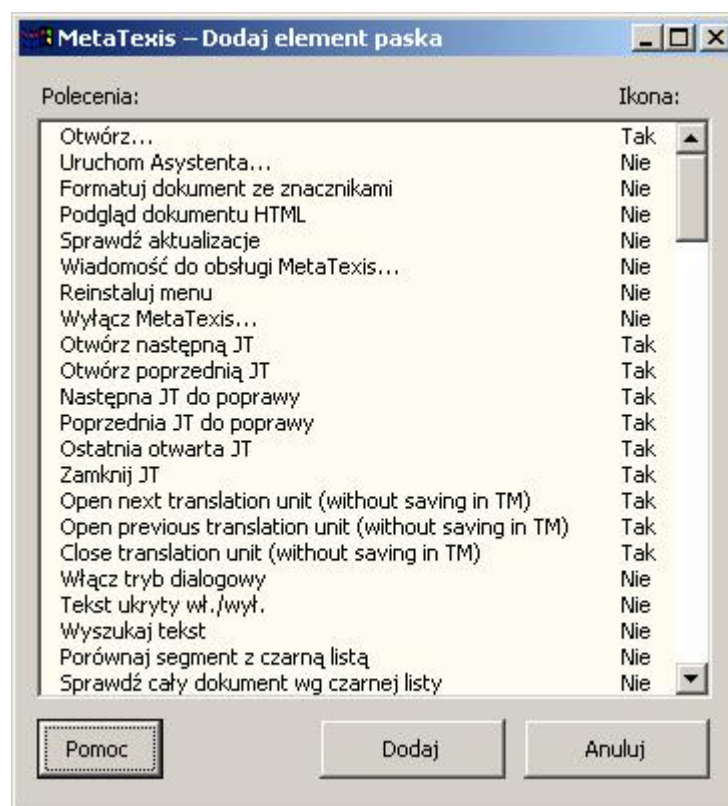 MetaTexis – Dodaj element paska
Polecenia: Ikona:
Otwórz... Tak
Uruchom Asystenta... Nie
Formatuj dokument ze znacznikami Nie
Podgląd dokumentu HTML Nie
Sprawdź aktualizacje Nie
Wiadomość do obsługi MetaTexis... Nie
Reinstaluj menu Nie
Wyłącz MetaTexis... Nie
Otwórz następną JT Tak
Otwórz poprzednią JT Tak
Następna JT do poprawy Tak
Poprzednia JT do poprawy Tak
Ostatnia otwarta JT Tak
Zamknij JT Tak
Open next translation unit (without saving in TM) Tak
Open previous translation unit (without saving in TM) Tak
Close translation unit (without saving in TM) Tak
Włącz tryb dialogowy Nie
Tekst ukryty wł./wył. Nie
Wyszukaj tekst Nie
Porównaj segment z czarną listą Nie
Sprawdź cały dokument wg czarnej listy Nie
Pomoc Dodaj Anuluj